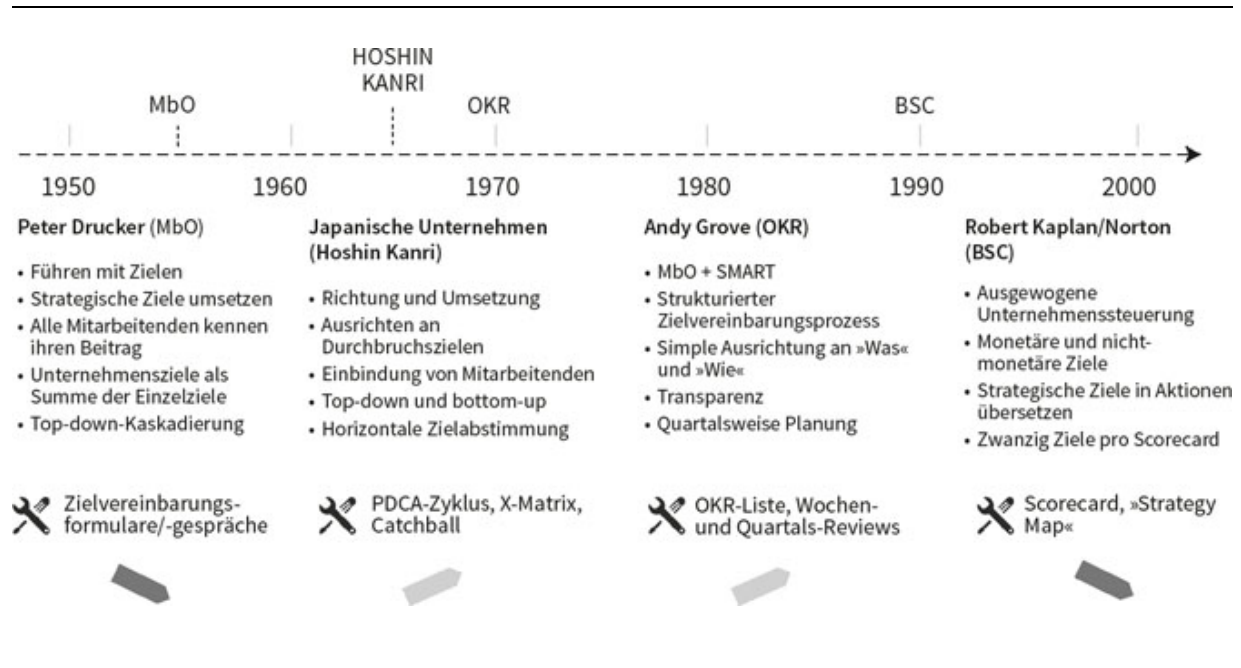 HOSHIN
KANRI
MbO
OKR
BSC
1950
1960
1970
1980
1990
2000
Peter Drucker (MbO)
• Führen mit Zielen
• Strategische Ziele umsetzen
• Alle Mitarbeitenden kennen
ihren Beitrag
• Unternehmensziele als
Summe der Einzelziele
• Top-down-Kaskadierung
Zielvereinbarungs-
formulare/-gespräche
Japanische Unternehmen
(Hoshin Kanri)
• Richtung und Umsetzung
• Ausrichten an
Durchbruchszielen
• Einbindung von Mitarbeitenden
• Top-down und bottom-up
• Horizontale Zielabstimmung
PDCA-Zyklus, X-Matrix,
Catchball
Andy Grove (OKR)
• MbO + SMART
• Strukturierter
Zielvereinbarungsprozess
• Simple Ausrichtung an »Was«
und »Wie«
• Transparenz
• Quartalsweise Planung
OKR-Liste, Wochen-
und Quartals-Reviews
Robert Kaplan/Norton
(BSC)
• Ausgewogene
Unternehmenssteuerung
• Monetäre und nicht-
monetäre Ziele
• Strategische Ziele in Aktionen
übersetzen
• Zwanzig Ziele pro Scorecard
Scorecard, »Strategy
Map«